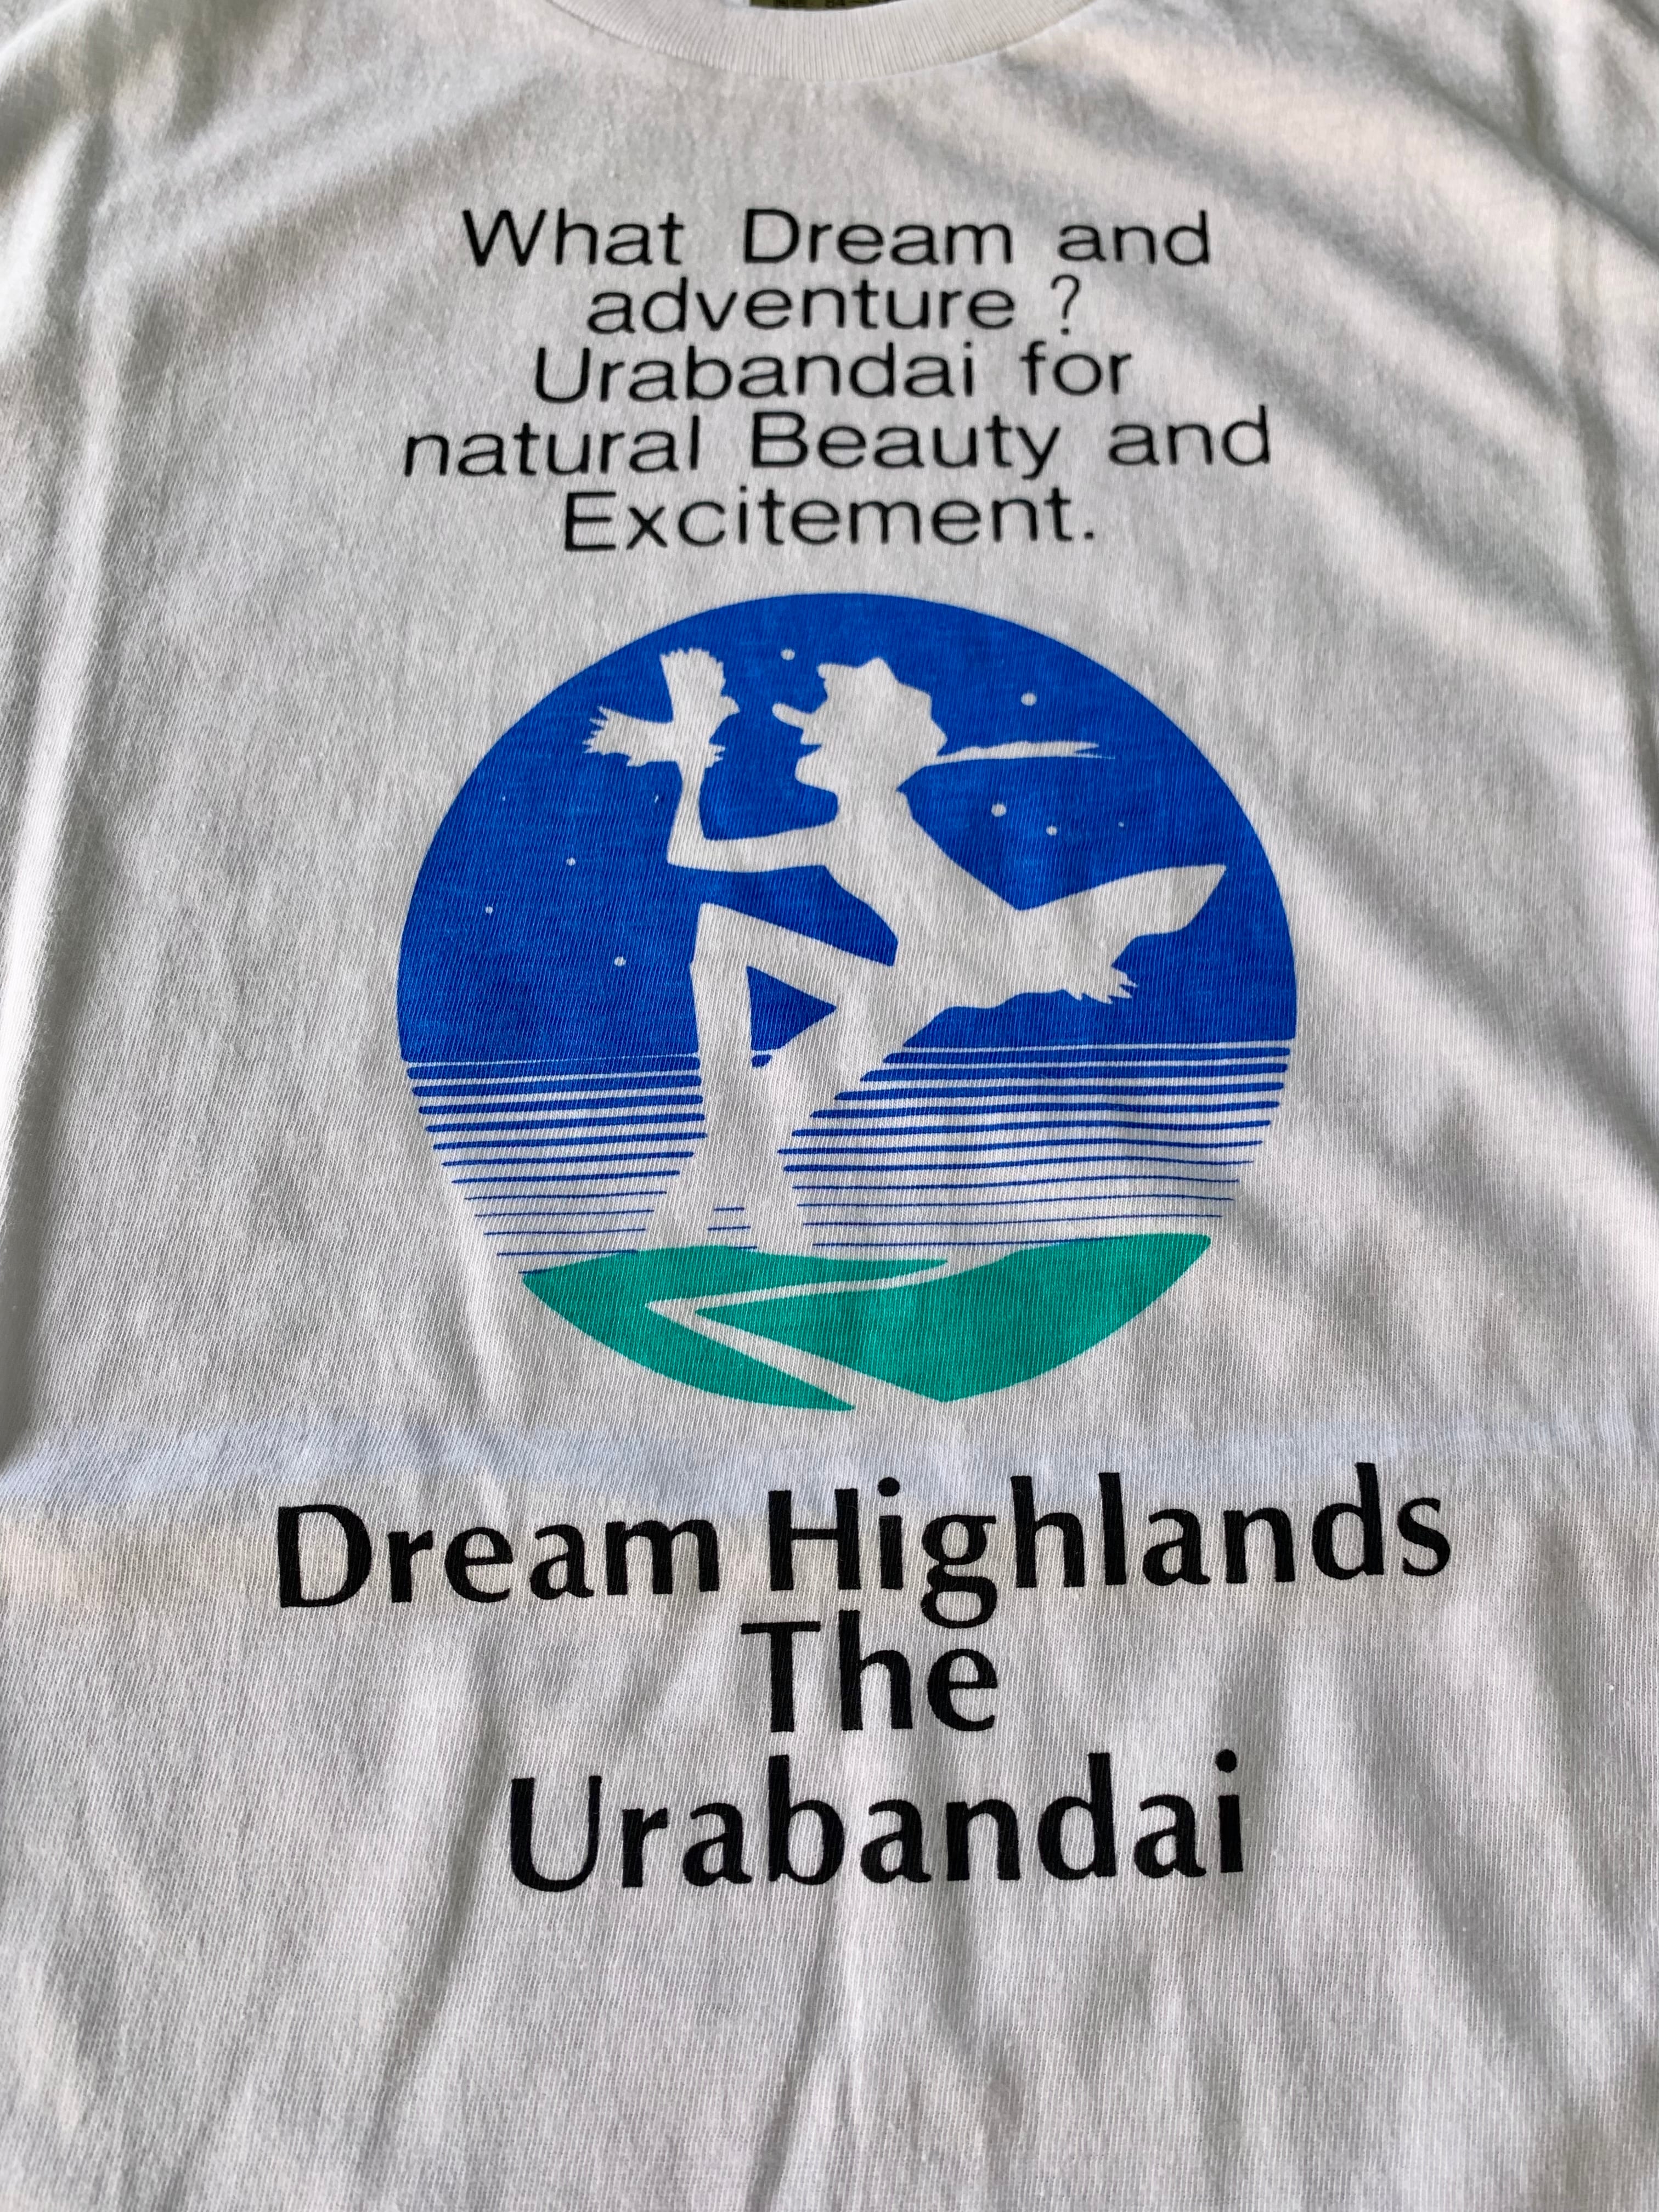 What Dream and
adventure ?
Urabandai for
natural Beauty and
Excitement.
Dream Highlands
The
Urabandai